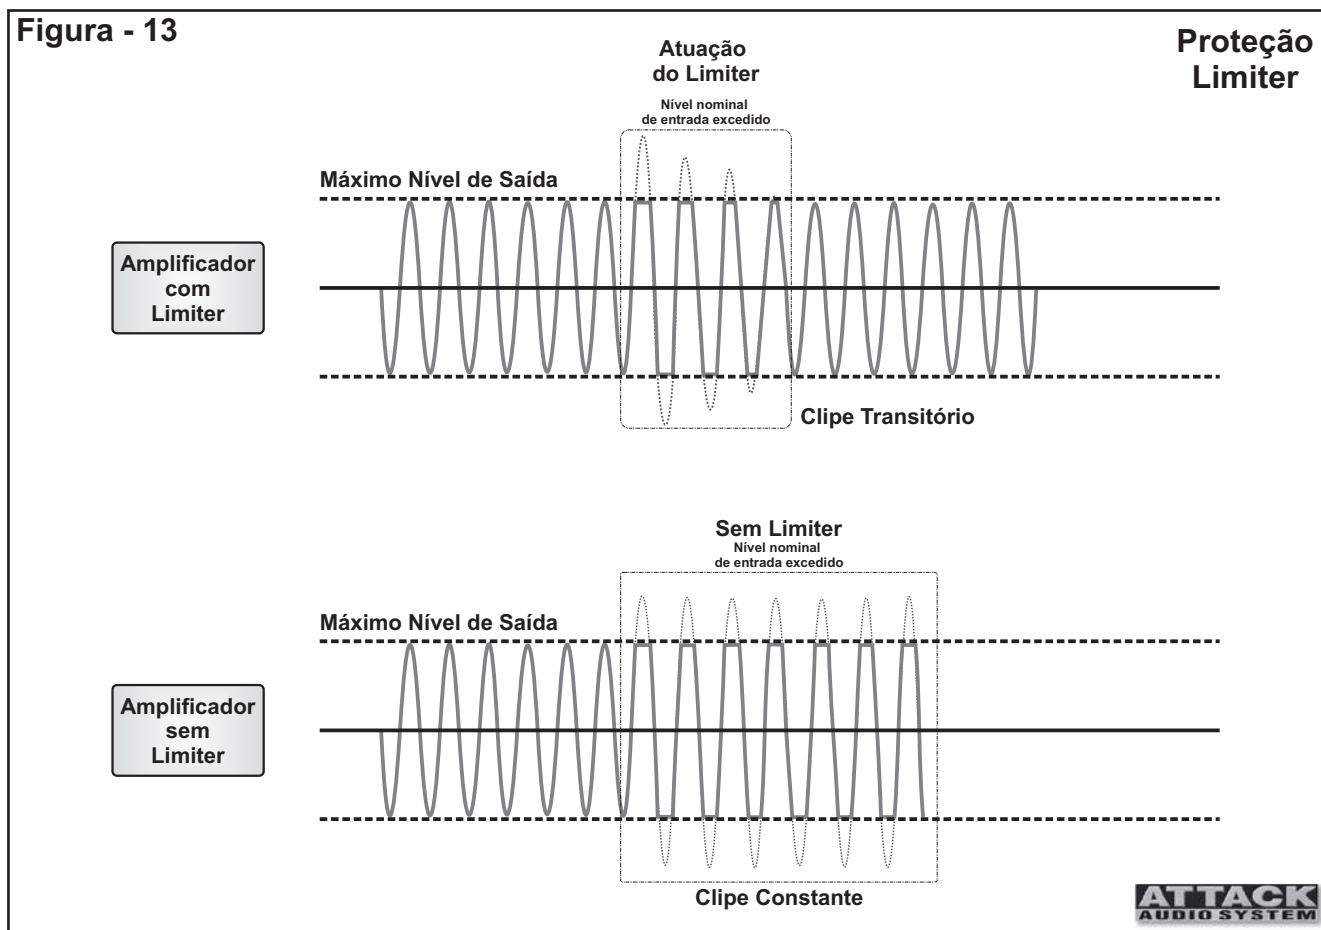 Figura - 13
Proteção
Limiter
Atuação
do Limiter
Nível nominal
de entrada excedido
Máximo Nível de Saída
Amplificador
com
Limiter
Clipe Transitório
Sem Limiter
Nível nominal
de entrada excedido
Máximo Nível de Saída
Amplificador
sem
Limiter
Clipe Constante
ATTACK
AUDIO SYSTEM